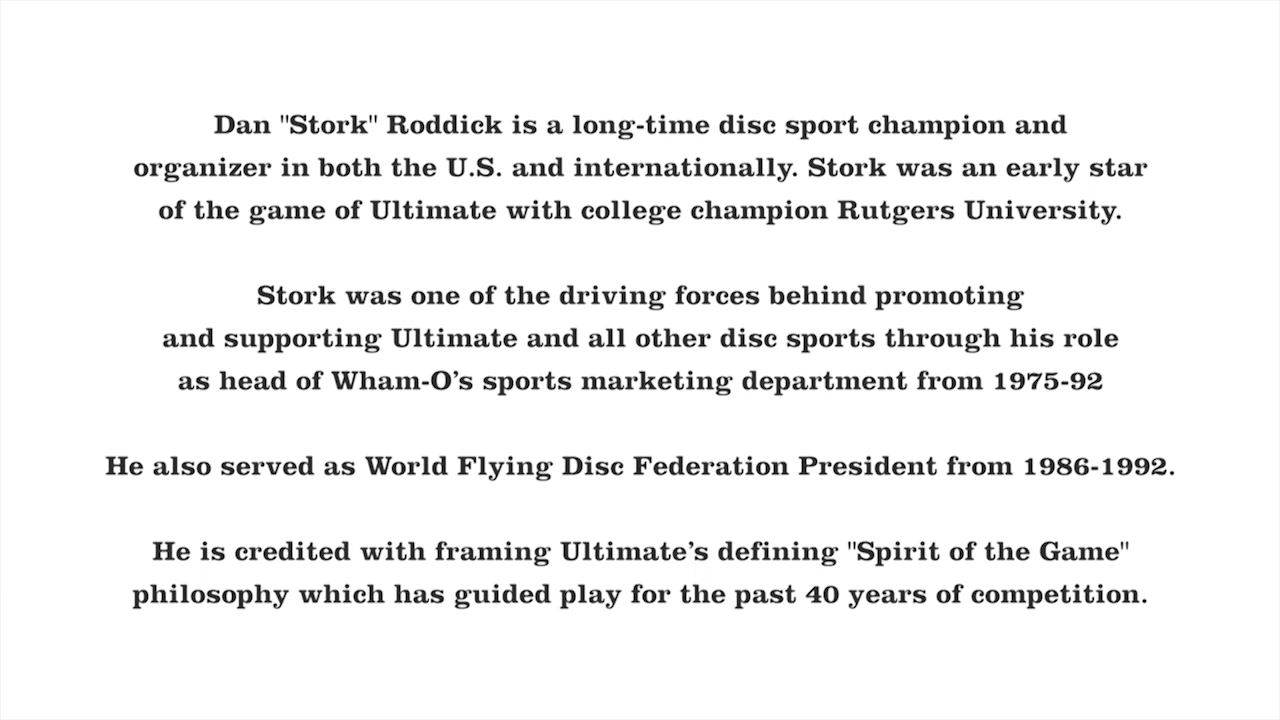 Dan "Stork" Roddick is a long-time disc sport champion and
organizer in both the U.S. and internationally. Stork was an early star
of the game of Ultimate with college champion Rutgers University.
Stork was one of the driving forces behind promoting
and supporting Ultimate and all other disc sports through his role
as head of Wham-O’s sports marketing department from 1975-92
He also served as World Flying Disc Federation President from 1986-1992.
He is credited with framing Ultimate’s defining "Spirit of the Game"
philosophy which has guided play for the past 40 years of competition.